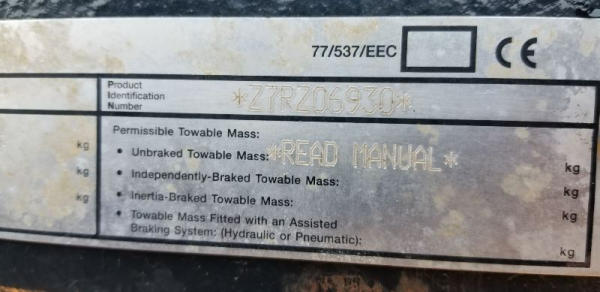 77/537/EEC CE
Product
Identification
Number
*Z7RZ06930*
Permissible Towable Mass:
kg
• Unbraked Towable Mass: *READ MANUAL* kg
• Independently-Braked Towable Mass: kg
kg
• Inertia-Braked Towable Mass: kg
• Towable Mass Fitted with an Assisted
Braking System: (Hydraulic or Pneumatic): kg